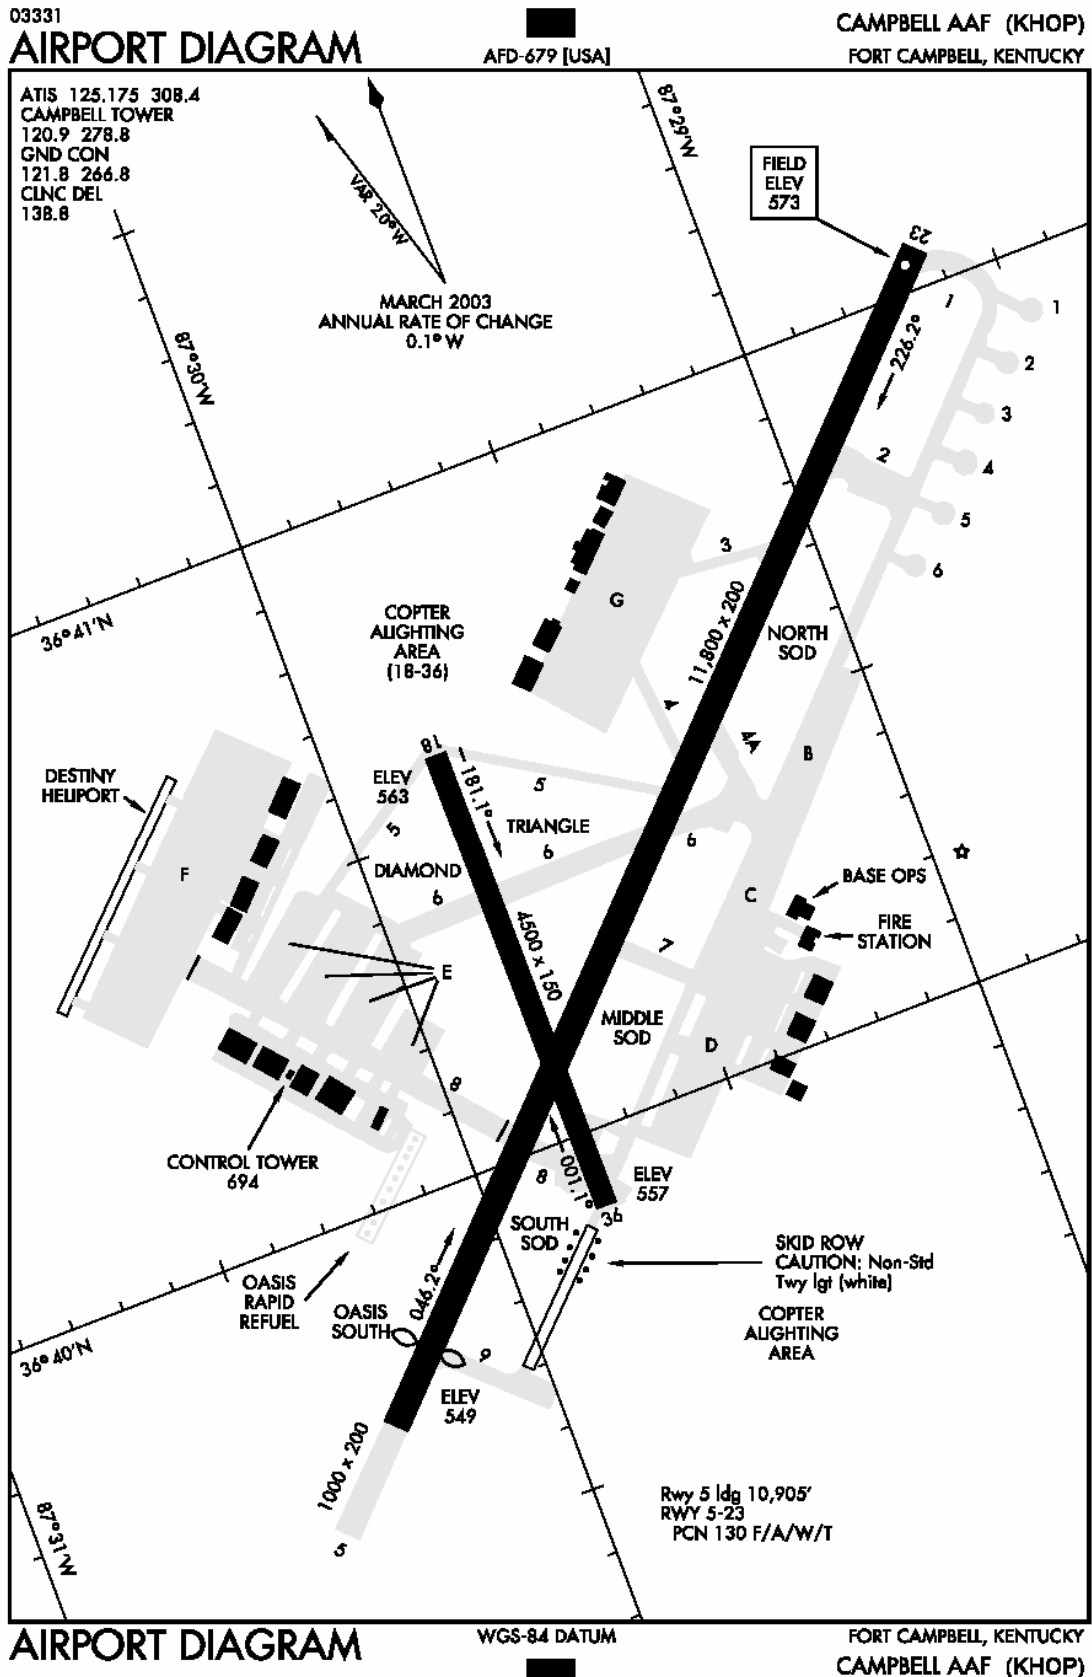 03331
AIRPORT DIAGRAM
AFD-679 [USA]
CAMPBELL AAF (KHOP)
FORT CAMPBELL, KENTUCKY
ATIS 125.175 308.4
CAMPBELL TOWER
120.9 278.8
GND CON
121.8 266.8
CLNC DEL
138.8
VAR 2.0° W
MARCH 2003
ANNUAL RATE OF CHANGE
0.1° W
87°29'W
FIELD
ELEV
573
23
226.2°
1
1
2
3
4
5
6
2
87°30'W
36°41'N
3
G
COPTER
ALIGHTING
AREA
(18-36)
11,800 x 200
NORTH
SOD
4
4A
B
DESTINY
HELIPORT
18
ELEV
563
181.1°
5
5
TRIANGLE
6
6
DIAMOND
6
F
C
BASE OPS
FIRE
STATION
4500 x 150
7
E
MIDDLE
SOD
D
8
8
CONTROL TOWER
694
001.1°
ELEV
557
36
SOUTH
SOD
SKID ROW
CAUTION: Non-Std
Twy lgt (white)
COPTER
ALIGHTING
AREA
OASIS
RAPID
REFUEL
OASIS
SOUTH
046.2°
9
ELEV
549
36°40'N
1000 x 200
5
87°31'W
Rwy 5 ldg 10,905'
RWY 5-23
PCN 130 F/A/W/T
AIRPORT DIAGRAM
WGS-84 DATUM
FORT CAMPBELL, KENTUCKY
CAMPBELL AAF (KHOP)